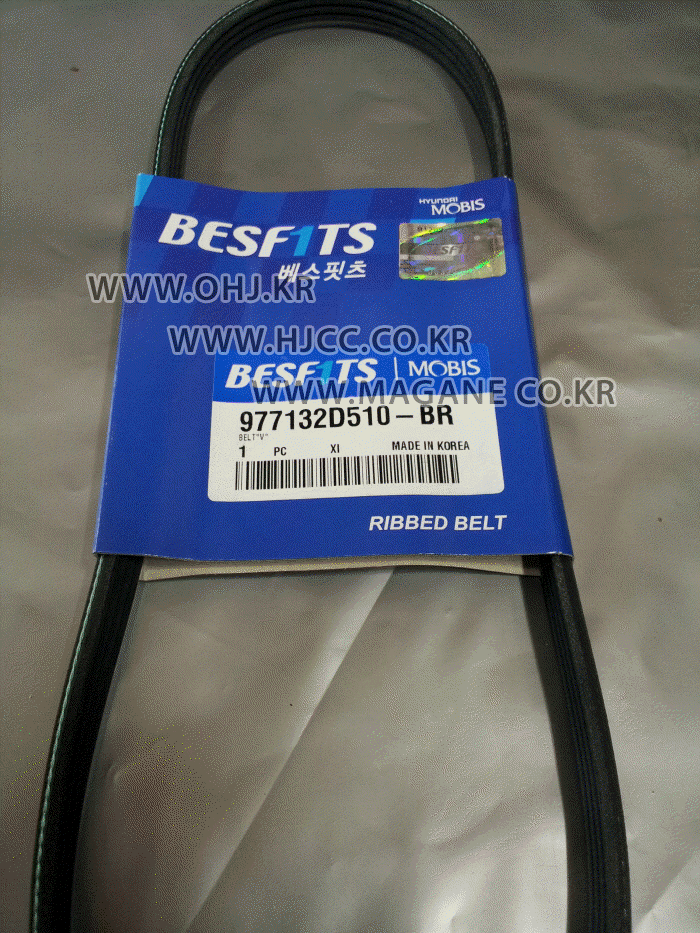 HYUNDAI
MOBIS
BESF1TS
베스핏츠
WWW.OHJ.KR
WWW.HJCC.CO.KR
BESF1TS | MOBIS
WWW.MAGANE.CO.KR
977132D510-BR
BELT"V"
1 PC XI MADE IN KOREA
RIBBED BELT